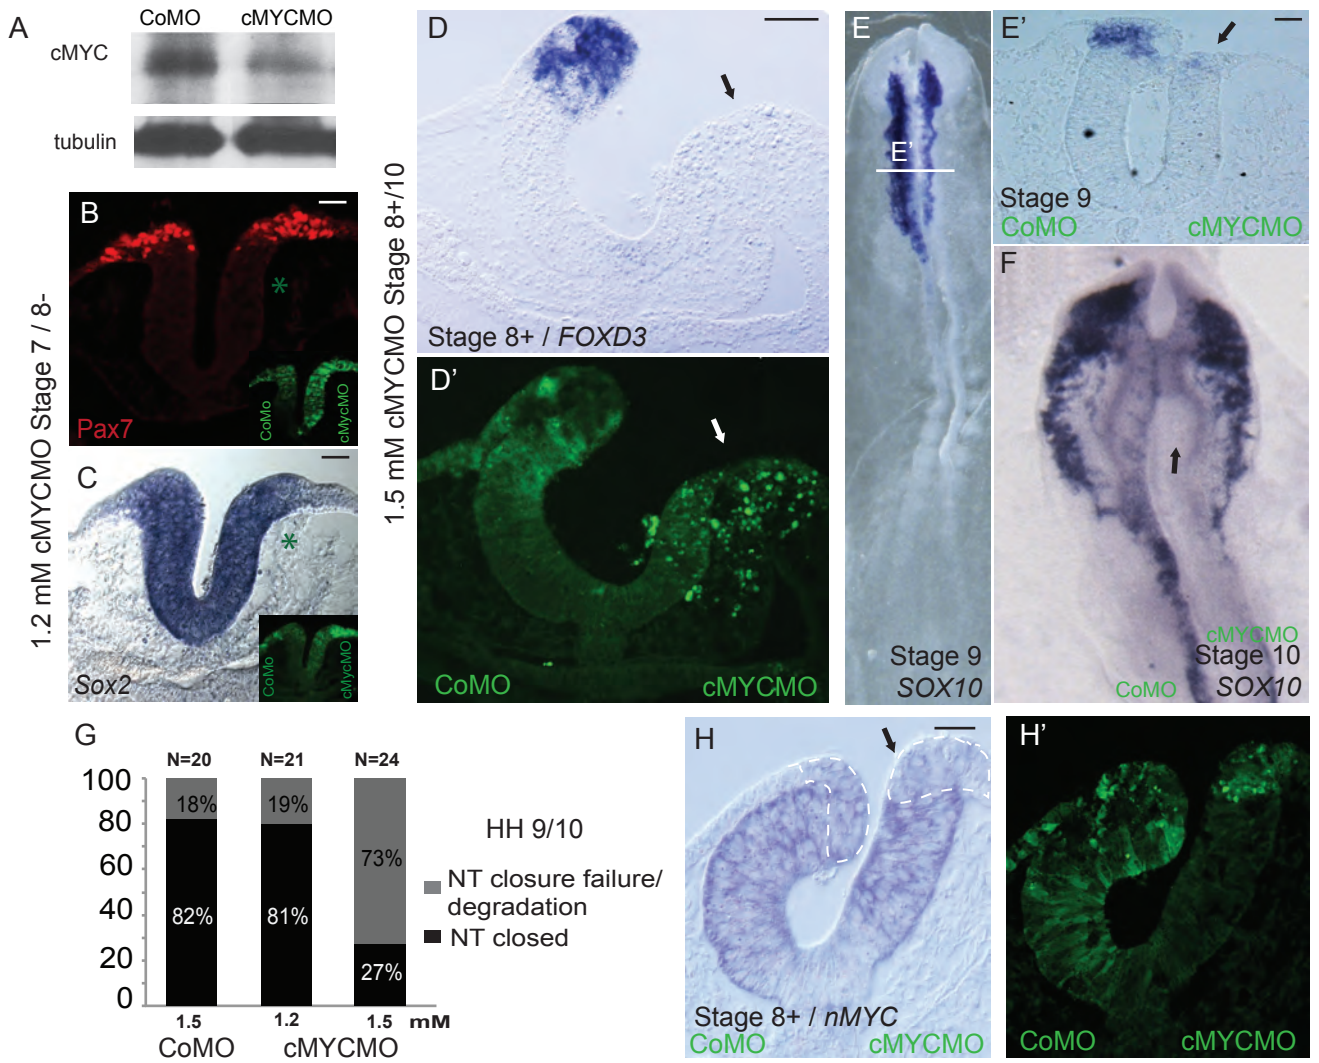 A
CoMO cMYCMO
cMYC
tubulin
1.2 mM cMYCMO Stage 7 / 8-
B
*
Pax7
CoMo
cMycMO
C
*
Sox2
CoMo
cMycMO
1.5 mM cMYCMO Stage 8+/10
D
Stage 8+ / FOXD3
D'
CoMO cMYCMO
E
E'
Stage 9
SOX10
E'
Stage 9
CoMO cMYCMO
F
cMYCMO
Stage 10
CoMO SOX10
G
N=20 N=21 N=24
100
80
60
40
20
0
18% 19% 73%
82% 81% 27%
1.5 1.2 1.5 mM
CoMO cMYCMO
HH 9/10
NT closure failure/
degradation
NT closed
H
Stage 8+ / nMYC
CoMO cMYCMO
H'
CoMO cMYCMO